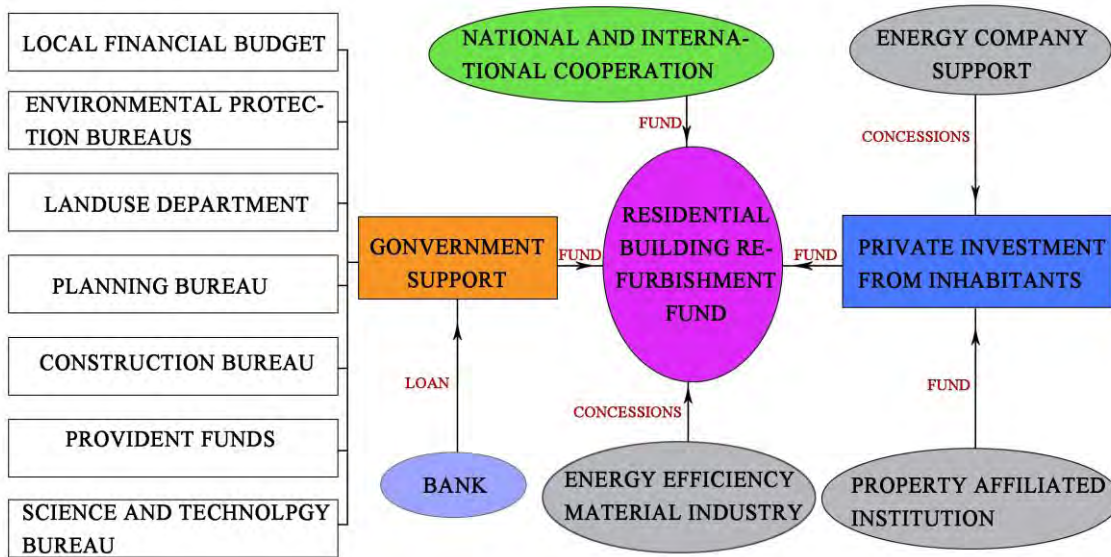 LOCAL FINANCIAL BUDGET
ENVIRONMENTAL PROTEC-
TION BUREAUS
LANDUSE DEPARTMENT
PLANNING BUREAU
CONSTRUCTION BUREAU
PROVIDENT FUNDS
SCIENCE AND TECHNOLPGY
BUREAU
GONVERNMENT
SUPPORT
LOAN
BANK
FUND
NATIONAL AND INTERNA-
TIONAL COOPERATION
FUND
RESIDENTIAL
BUILDING RE-
FURBISHMENT
FUND
CONCESSIONS
ENERGY EFFICIENCY
MATERIAL INDUSTRY
FUND
ENERGY COMPANY
SUPPORT
CONCESSIONS
PRIVATE INVESTMENT
FROM INHABITANTS
FUND
PROPERTY AFFILIATED
INSTITUTION